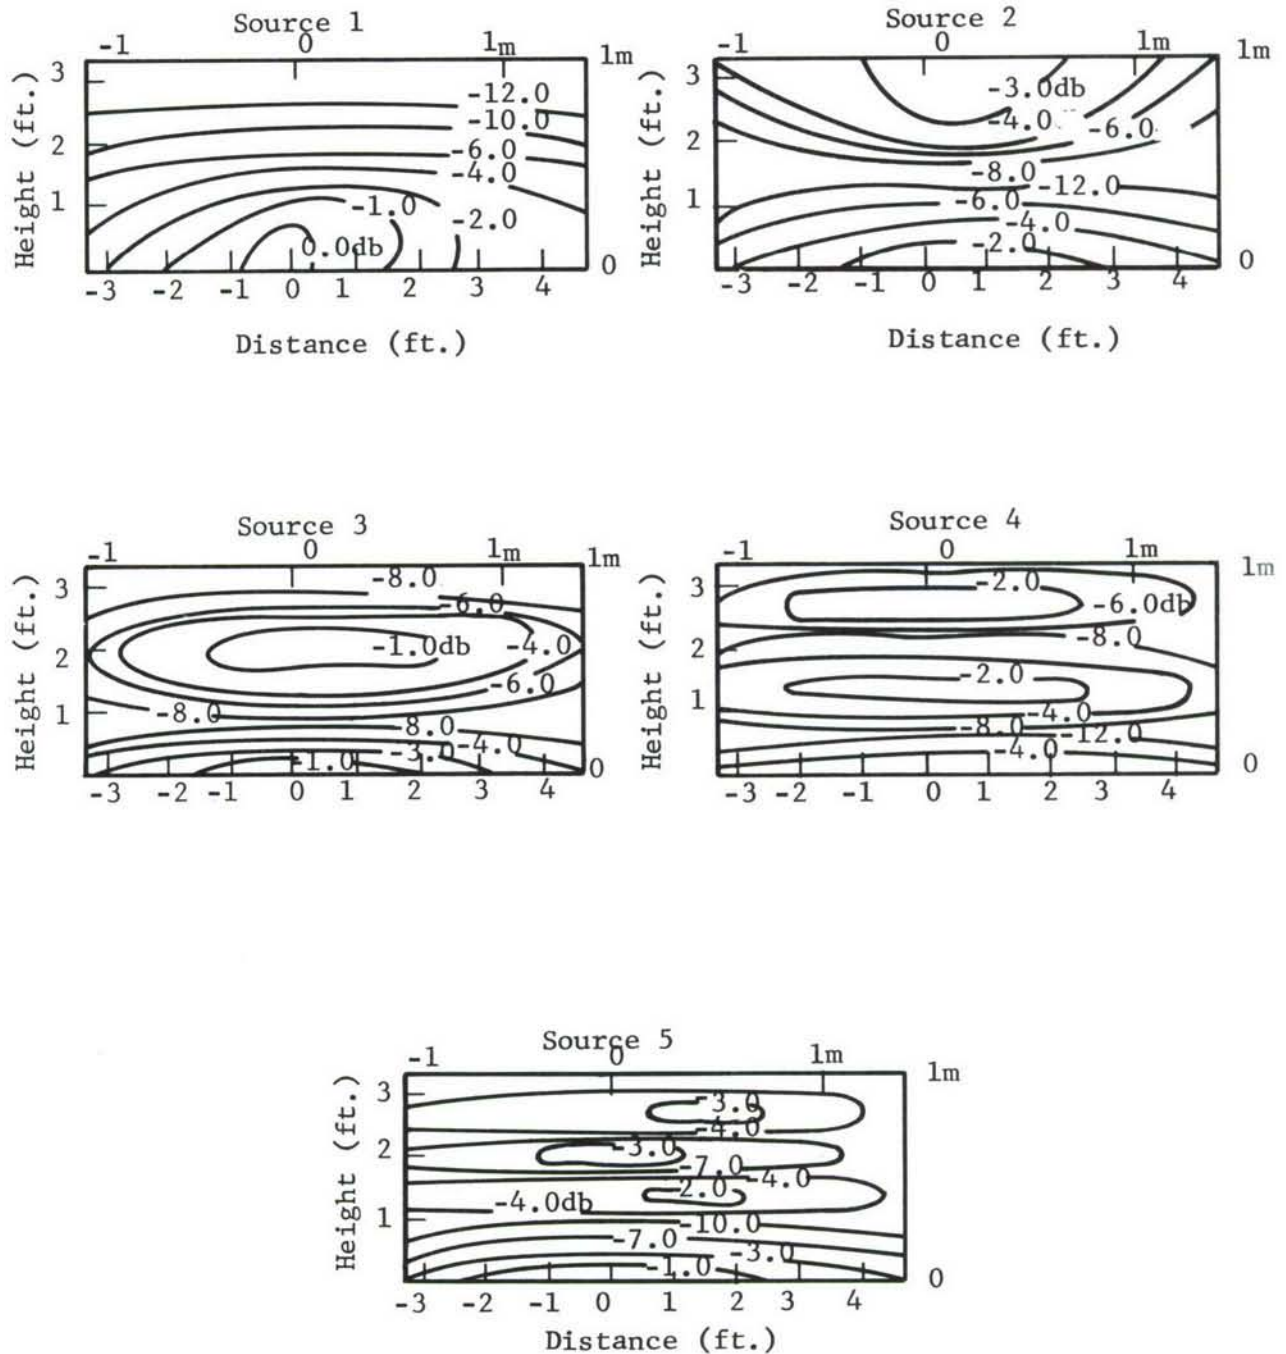 Source 1
-1 0 1m
1m
3
-12.0
-10.0
2
-6.0
-4.0
1
-1.0
-2.0
0.0db
0
-3 -2 -1 0 1 2 3 4
Height (ft.)
Distance (ft.)
Source 2
-1 0 1m
1m
3
-3.0db
-4.0 -6.0
2
-8.0
-12.0
1
-6.0
-4.0
-2.0
0
-3 -2 -1 0 1 2 3 4
Height (ft.)
Distance (ft.)
Source 3
-1 0 1m
1m
3
-8.0
-6.0
2
-1.0db -4.0
-6.0
1
-8.0
8.0
-3.0 -4.0
1.0
0
-3 -2 -1 0 1 2 3 4
Height (ft.)
Source 4
-1 0 1m
1m
3
-2.0
-6.0db
2
-8.0
-2.0
1
-4.0
-8.0 -12.0
-4.0
0
-3 -2 -1 0 1 2 3 4
Height (ft.)
Source 5
-1 0 1m
1m
3
-3.0
-4.0
2
-3.0
-7.0
-4.0
2.0
-4.0db
1
-10.0
-7.0
-3.0
-1.0
0
-3 -2 -1 0 1 2 3 4
Height (ft.)
Distance (ft.)